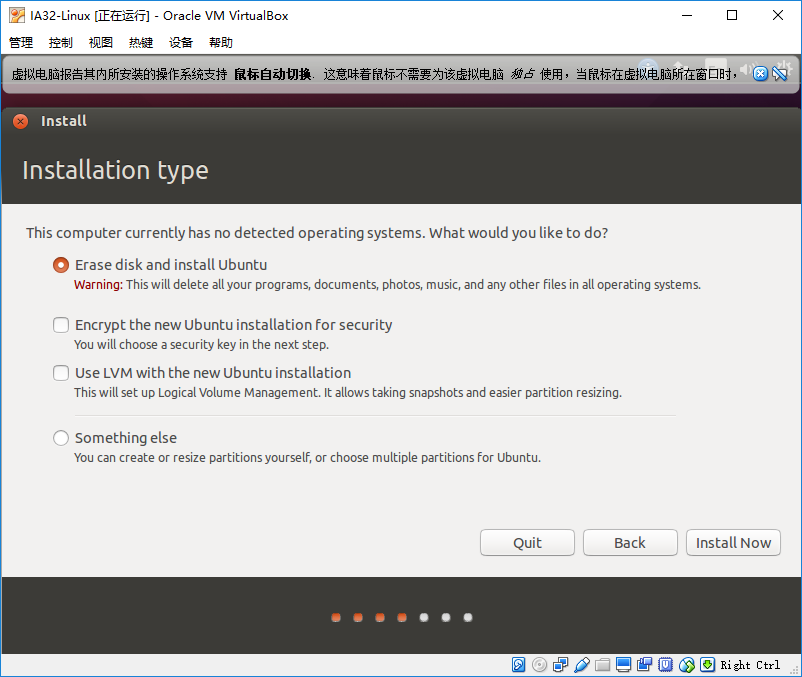 IA32-Linux [正在运行] - Oracle VM VirtualBox
管理 控制 视图 热键 设备 帮助
虚拟电脑报告其内所安装的操作系统支持 鼠标自动切换. 这意味着鼠标不需要为该虚拟电脑 独占 使用，当鼠标在虚拟电脑所在窗口时，
Install
Installation type
This computer currently has no detected operating systems. What would you like to do?
Erase disk and install Ubuntu
Warning: This will delete all your programs, documents, photos, music, and any other files in all operating systems.
Encrypt the new Ubuntu installation for security
You will choose a security key in the next step.
Use LVM with the new Ubuntu installation
This will set up Logical Volume Management. It allows taking snapshots and easier partition resizing.
Something else
You can create or resize partitions yourself, or choose multiple partitions for Ubuntu.
Quit Back Install Now
Right Ctrl